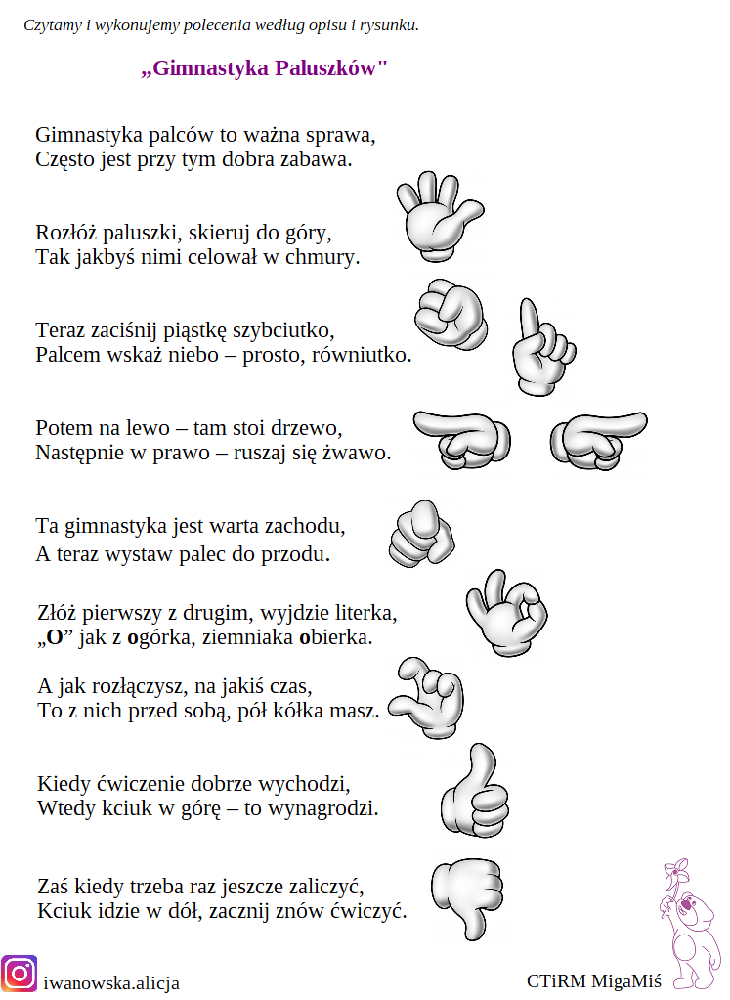 Czytamy i wykonujemy polecenia według opisu i rysunku.
„Gimnastyka Paluszków"
Gimnastyka palców to ważna sprawa,
Często jest przy tym dobra zabawa.
Rozłóż paluszki, skieruj do góry,
Tak jakbyś nimi celował w chmury.
Teraz zaciśnij piąstkę szybciutko,
Palcem wskaż niebo – prosto, równiutko.
Potem na lewo – tam stoi drzewo,
Następnie w prawo – ruszaj się żwawo.
Ta gimnastyka jest warta zachodu,
A teraz wystaw palec do przodu.
Złóż pierwszy z drugim, wyjdzie literka,
„O” jak z ogórka, ziemniaka obierka.
A jak rozłączysz, na jakiś czas,
To z nich przed sobą, pół kółka masz.
Kiedy ćwiczenie dobrze wychodzi,
Wtedy kciuk w górę – to wynagrodzi.
Zaś kiedy trzeba raz jeszcze zaliczyć,
Kciuk idzie w dół, zacznij znów ćwiczyć.
iwanowska.alicja
CTiRM MigaMiś